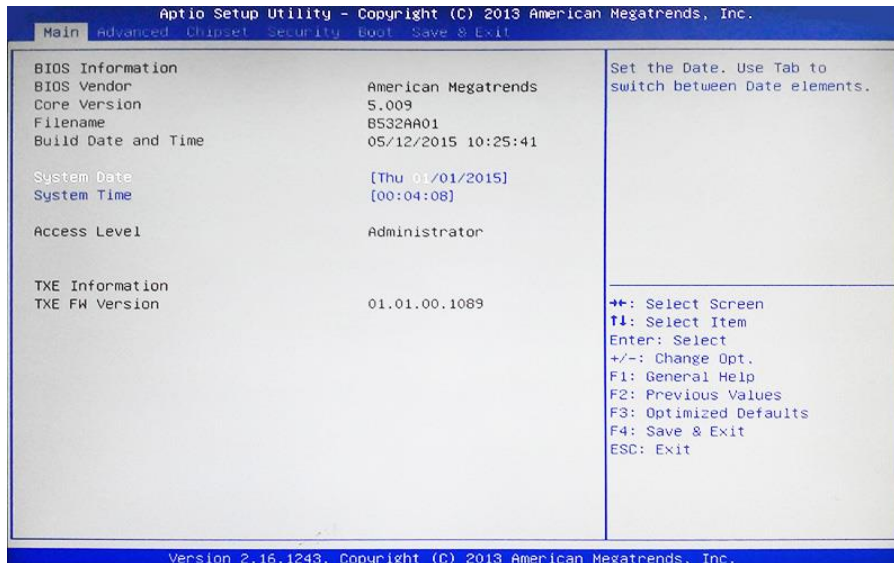 Aptio Setup Utility - Copyright (C) 2013 American Megatrends, Inc.
Main Advanced Chipset Security Boot Save & Exit
BIOS Information
BIOS Vendor American Megatrends
Core Version 5.009
Filename B532AA01
Build Date and Time 05/12/2015 10:25:41
System Date [Thu 01/01/2015]
System Time [00:04:08]
Access Level Administrator
TXE Information
TXE FW Version 01.01.00.1089
Set the Date. Use Tab to
switch between Date elements.
→←: Select Screen
↑↓: Select Item
Enter: Select
+/-: Change Opt.
F1: General Help
F2: Previous Values
F3: Optimized Defaults
F4: Save & Exit
ESC: Exit
Version 2.16.1243. Copyright (C) 2013 American Megatrends, Inc.